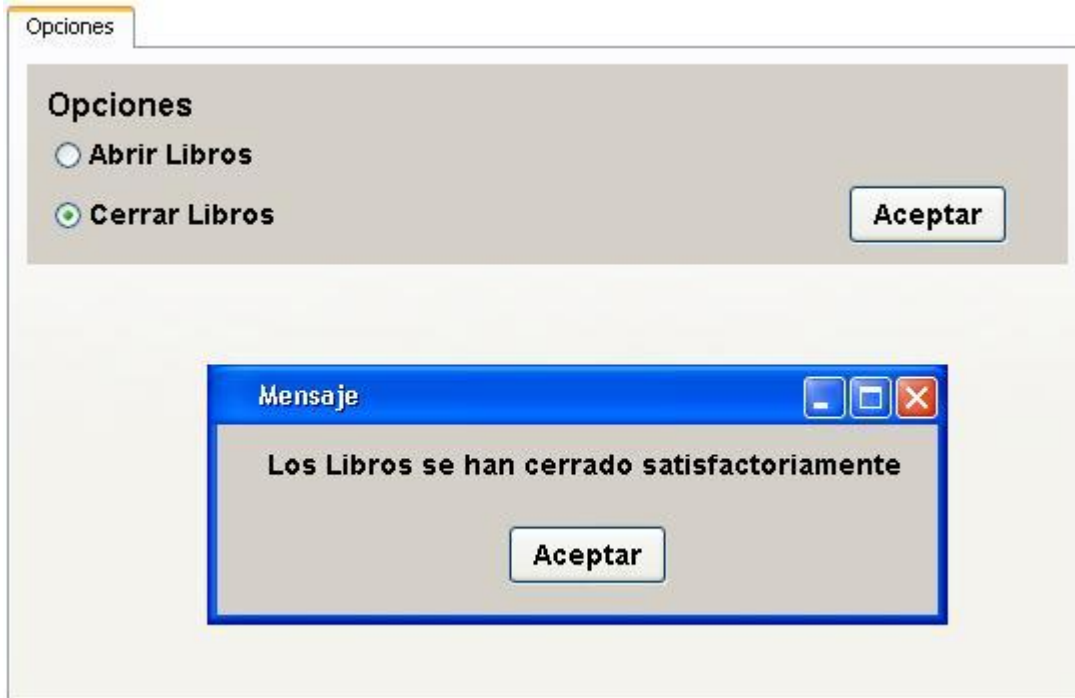 Opciones
Opciones
Abrir Libros
Cerrar Libros
Aceptar
Mensaje
Los Libros se han cerrado satisfactoriamente
Aceptar